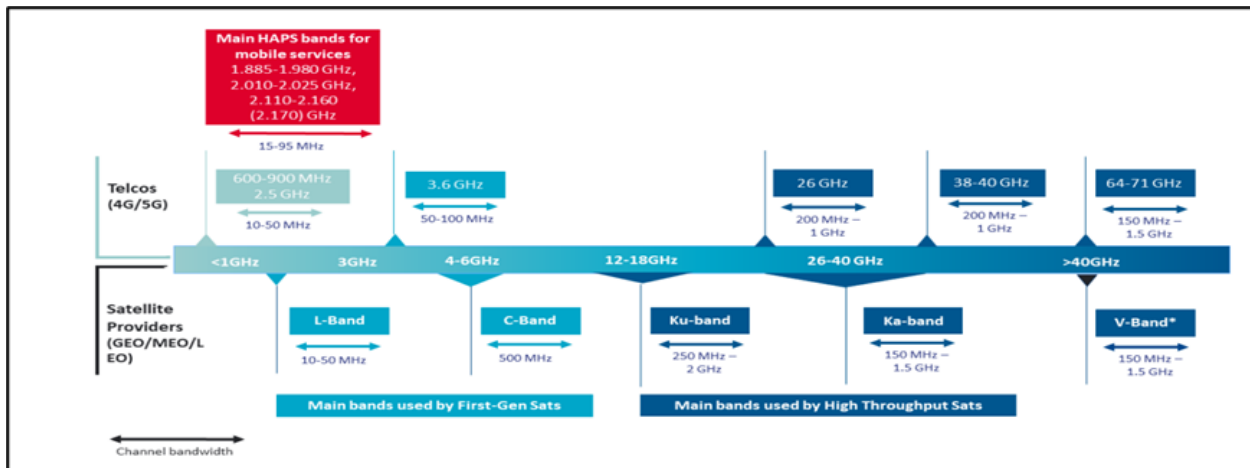 Main HAPS bands for
mobile services
1.885-1.980 GHz,
2.010-2.025 GHz,
2.110-2.160
(2.170) GHz
15-95 MHz
Telcos
(4G/5G)
600-900 MHz
2.5 GHz
10-50 MHz
3.6 GHz
50-100 MHz
26 GHz
200 MHz –
1 GHz
38-40 GHz
200 MHz –
1 GHz
64-71 GHz
150 MHz –
1.5 GHz
<1GHz
3GHz
4-6GHz
12-18GHz
26-40 GHz
>40GHz
Satellite
Providers
(GEO/MEO/L
EO)
L-Band
10-50 MHz
C-Band
500 MHz
Ku-band
250 MHz –
2 GHz
Ka-band
150 MHz –
1.5 GHz
V-Band*
150 MHz –
1.5 GHz
Main bands used by First-Gen Sats
Main bands used by High Throughput Sats
Channel bandwidth